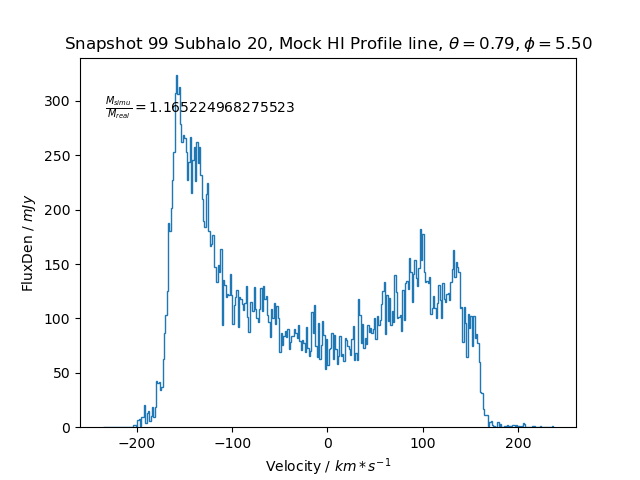 Snapshot 99 Subhalo 20, Mock HI Profile line, θ = 0.79, ϕ = 5.50
M_simu/M_real = 1.165224968275523
FluxDen / mJy
300
250
200
150
100
50
0
−200 −100 0 100 200
Velocity / km * s⁻¹